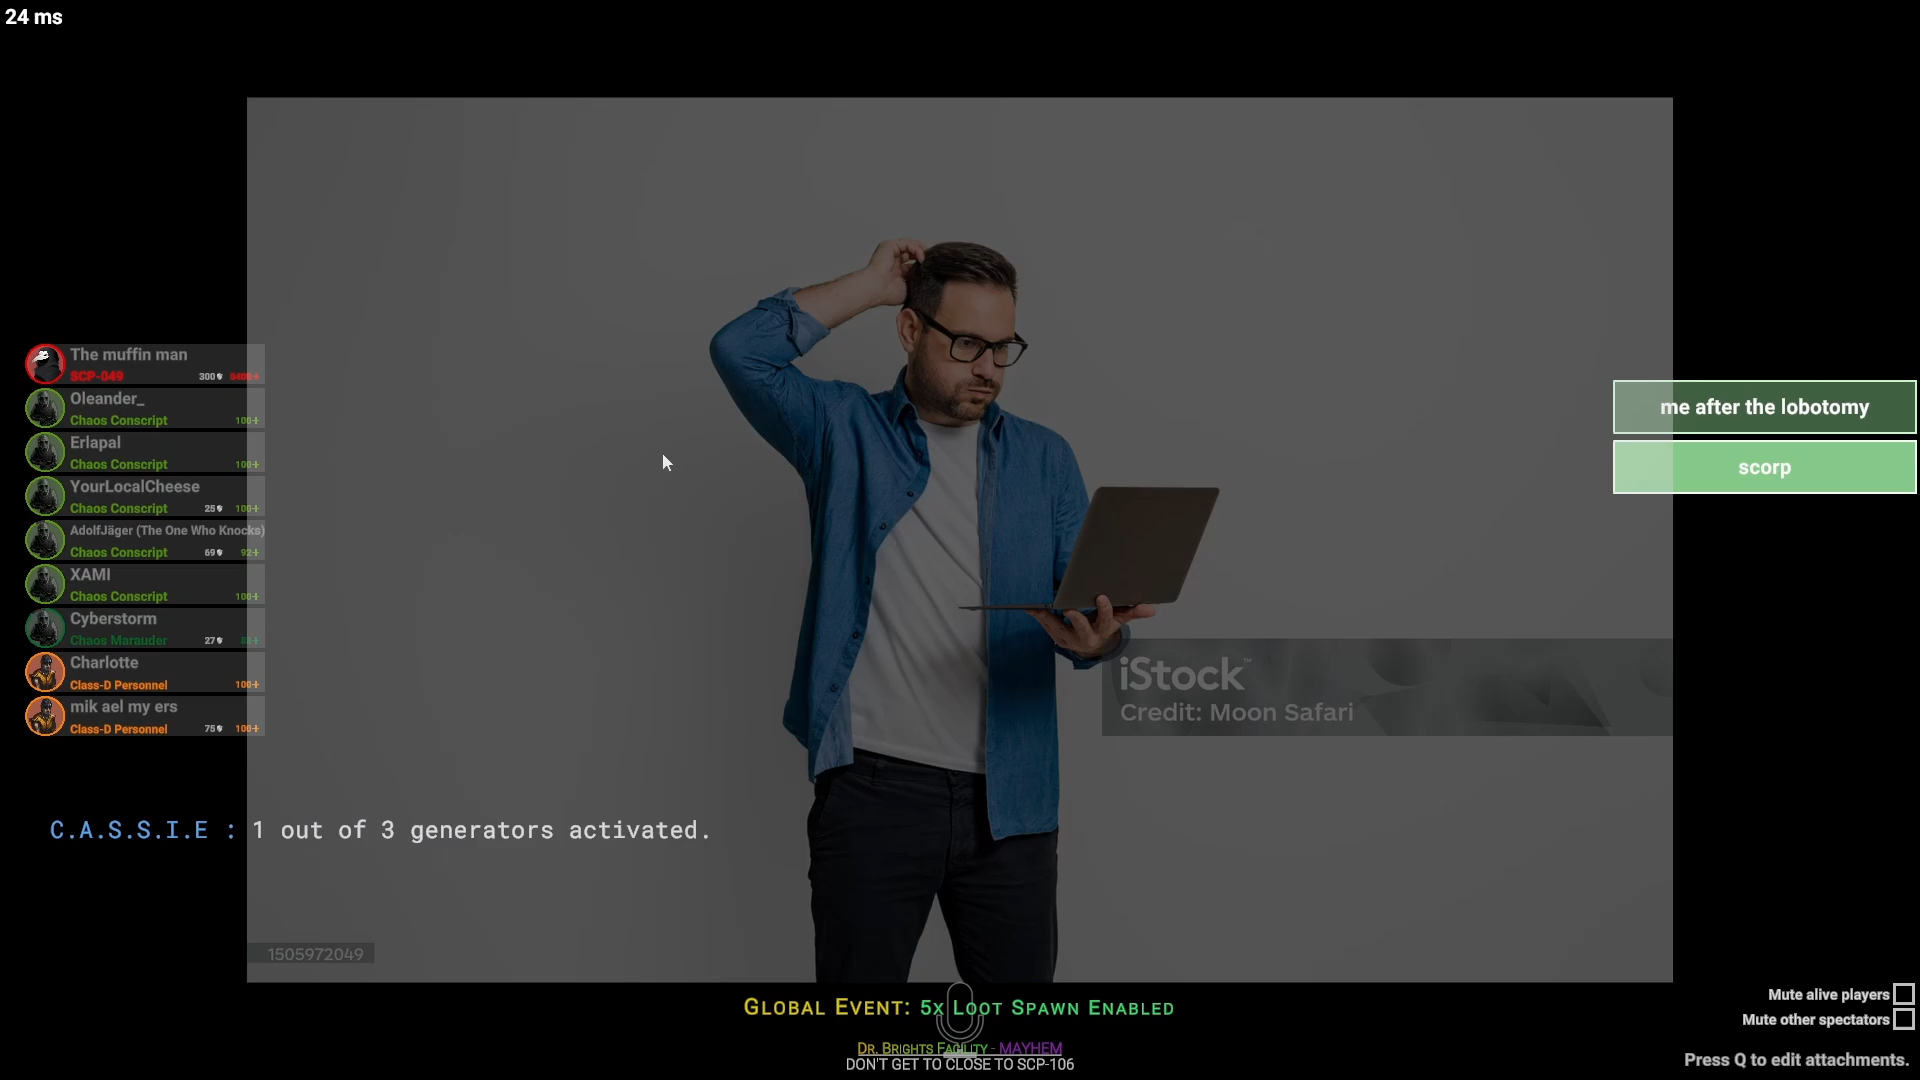 24 ms
The muffin man
SCP-049 300
Oleander_
Chaos Conscript 100+
Erlapal
Chaos Conscript 100+
YourLocalCheese
Chaos Conscript 25 100+
AdolfJäger (The One Who Knocks)
Chaos Conscript 69 92+
XAMI
Chaos Conscript 100+
Cyberstorm
Chaos Marauder 27
Charlotte
Class-D Personnel 100+
mik ael my ers
Class-D Personnel 75 100+
me after the lobotomy
scorp
iStock™
Credit: Moon Safari
C.A.S.S.I.E : 1 out of 3 generators activated.
1505972049
GLOBAL EVENT: 5X LOOT SPAWN ENABLED
DR. BRIGHTS FACILITY - MAYHEM
DON'T GET TO CLOSE TO SCP-106
Mute alive players
Mute other spectators
Press Q to edit attachments.